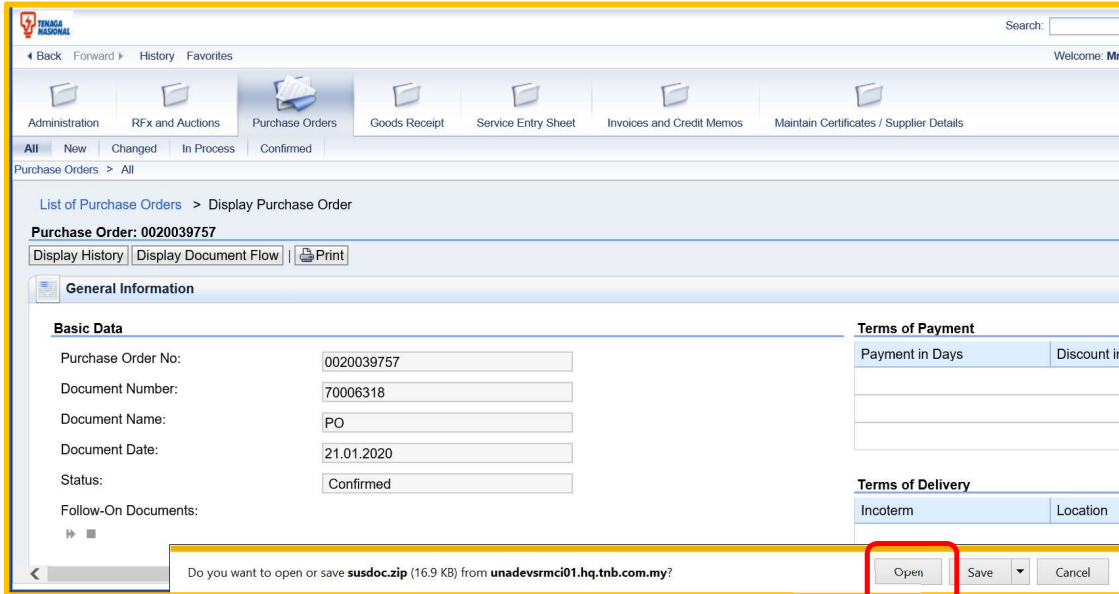 TENAGA
NASIONAL
Search:
Back Forward History Favorites
Welcome: Mr
Administration RFx and Auctions Purchase Orders Goods Receipt Service Entry Sheet Invoices and Credit Memos Maintain Certificates / Supplier Details
All New Changed In Process Confirmed
Purchase Orders > All
List of Purchase Orders > Display Purchase Order
Purchase Order: 0020039757
Display History Display Document Flow | Print
General Information
Basic Data
Terms of Payment
Purchase Order No: 0020039757
Payment in Days Discount in
Document Number: 70006318
Document Name: PO
Document Date: 21.01.2020
Status: Confirmed
Terms of Delivery
Follow-On Documents:
Incoterm Location
Do you want to open or save susdoc.zip (16.9 KB) from unadevsrmci01.hq.tnb.com.my? Open Save Cancel